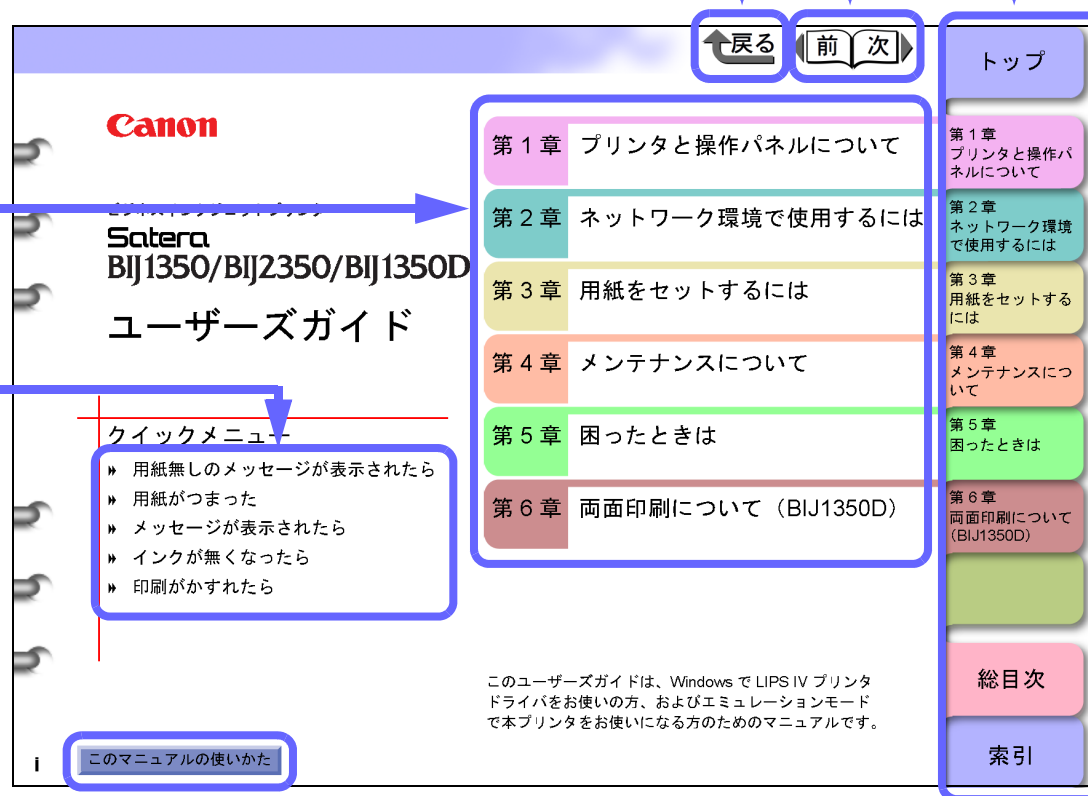 戻る
前 次
トップ
Canon
ビジネスインクジェットプリンタ
Satera
BIJ1350/BIJ2350/BIJ1350D
ユーザーズガイド
クイックメニュー
用紙無しのメッセージが表示されたら
用紙がつまった
メッセージが表示されたら
インクが無くなったら
印刷がかすれたら
第1章 プリンタと操作パネルについて
第2章 ネットワーク環境で使用するには
第3章 用紙をセットするには
第4章 メンテナンスについて
第5章 困ったときは
第6章 両面印刷について（BIJ1350D）
このユーザーズガイドは、Windows で LIPS IV プリンタ
ドライバをお使いの方、およびエミュレーションモード
で本プリンタをお使いになる方のためのマニュアルです。
第1章
プリンタと操作パ
ネルについて
第2章
ネットワーク環境
で使用するには
第3章
用紙をセットする
には
第4章
メンテナンスにつ
いて
第5章
困ったときは
第6章
両面印刷について
(BIJ1350D)
総目次
索引
i
このマニュアルの使いかた